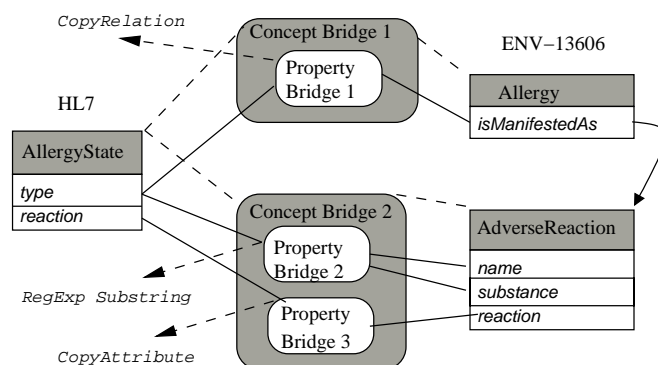 CopyRelation
Concept Bridge 1
ENV-13606
Property
Bridge 1
HL7
Allergy
isManifestedAs
AllergyState
type
reaction
Concept Bridge 2
Property
Bridge 2
AdverseReaction
name
substance
reaction
RegExp Substring
Property
Bridge 3
CopyAttribute